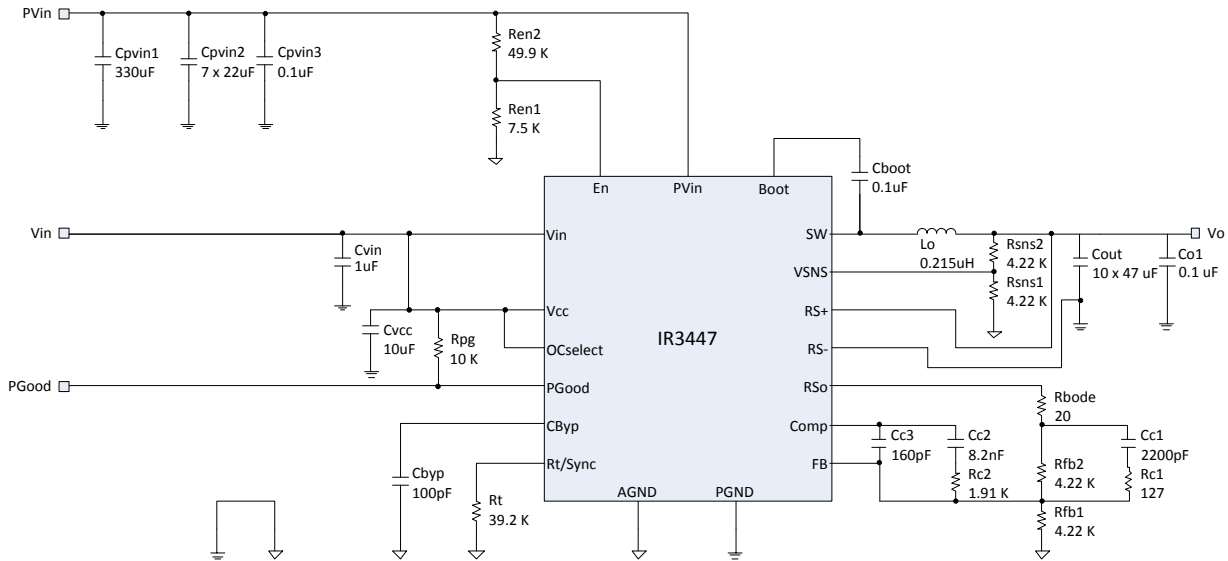 PVin
Cpvin1
330uF
Cpvin2
7 x 22uF
Cpvin3
0.1uF
Ren2
49.9 K
Ren1
7.5 K
Cboot
0.1uF
En
PVin
Boot
Vin
Cvin
1uF
Vin
SW
Lo
0.215uH
Rsns2
4.22 K
Rsns1
4.22 K
Cout
10 x 47 uF
Co1
0.1 uF
Vo
VSNS
Cvcc
10uF
Rpg
10 K
Vcc
RS+
OCselect
IR3447
RS-
PGood
PGood
RSo
Rbode
20
CByp
Comp
Cc3
160pF
Cc2
8.2nF
Cc1
2200pF
Rt/Sync
FB
Cbyp
100pF
Rt
39.2 K
Rc2
1.91 K
Rfb2
4.22 K
Rc1
127
AGND
PGND
Rfb1
4.22 K